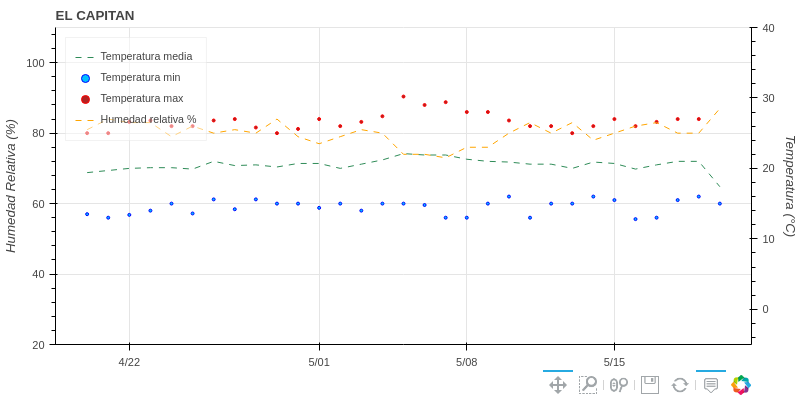 EL CAPITAN
Temperatura media
Temperatura min
Temperatura max
Humedad relativa %
Humedad Relativa (%)
100
80
60
40
20
40
30
20
10
0
Temperatura (°C)
4/22
5/01
5/08
5/15